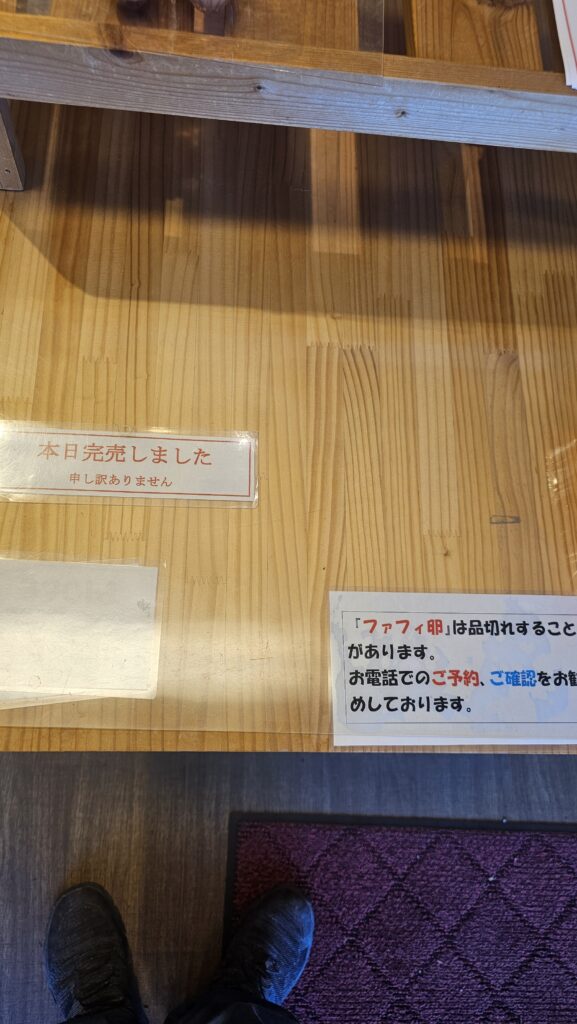 本日完売しました
申し訳ありません
『ファフィ卵』は品切れすること
があります。
お電話でのご予約、ご確認をお勧
めしております。